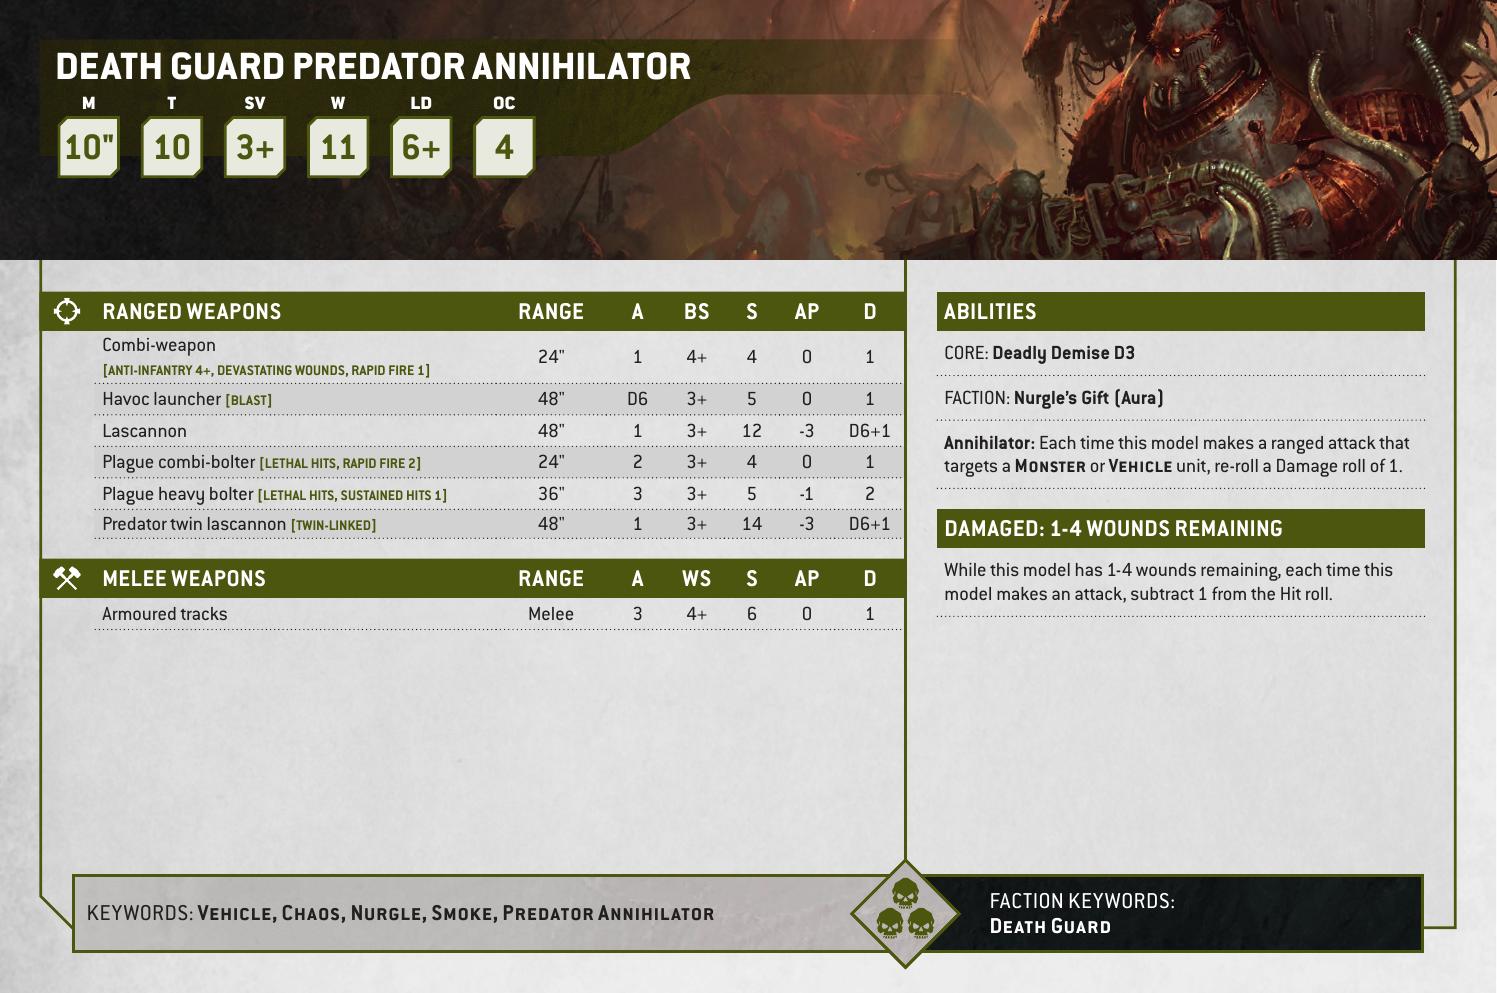 DEATH GUARD PREDATOR ANNIHILATOR
M T SV W LD OC
10" 10 3+ 11 6+ 4
RANGED WEAPONS RANGE A BS S AP D
Combi-weapon
[ANTI-INFANTRY 4+, DEVASTATING WOUNDS, RAPID FIRE 1] 24" 1 4+ 4 0 1
Havoc launcher [BLAST] 48" D6 3+ 5 0 1
Lascannon 48" 1 3+ 12 -3 D6+1
Plague combi-bolter [LETHAL HITS, RAPID FIRE 2] 24" 2 3+ 4 0 1
Plague heavy bolter [LETHAL HITS, SUSTAINED HITS 1] 36" 3 3+ 5 -1 2
Predator twin lascannon [TWIN-LINKED] 48" 1 3+ 14 -3 D6+1
MELEE WEAPONS RANGE A WS S AP D
Armoured tracks Melee 3 4+ 6 0 1
ABILITIES
CORE: Deadly Demise D3
FACTION: Nurgle’s Gift (Aura)
Annihilator: Each time this model makes a ranged attack that
targets a MONSTER or VEHICLE unit, re-roll a Damage roll of 1.
DAMAGED: 1-4 WOUNDS REMAINING
While this model has 1-4 wounds remaining, each time this
model makes an attack, subtract 1 from the Hit roll.
KEYWORDS: VEHICLE, CHAOS, NURGLE, SMOKE, PREDATOR ANNIHILATOR
FACTION KEYWORDS:
DEATH GUARD